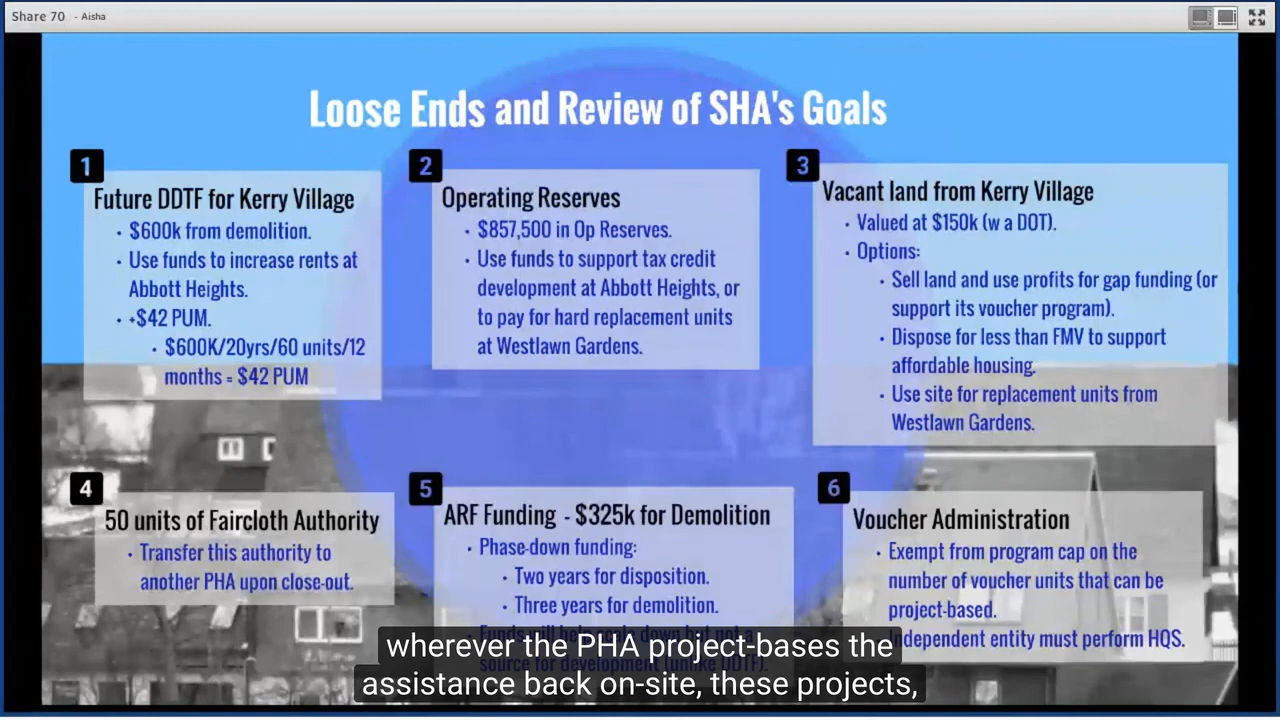 Share 70 - Aisha
Loose Ends and Review of SHA's Goals
1
Future DDTF for Kerry Village
• $600k from demolition.
• Use funds to increase rents at
Abbott Heights.
• +$42 PUM.
• $600K/20yrs/60 units/12
months = $42 PUM
2
Operating Reserves
• $857,500 in Op Reserves.
• Use funds to support tax credit
development at Abbott Heights, or
to pay for hard replacement units
at Westlawn Gardens.
3
Vacant land from Kerry Village
• Valued at $150k (w a DOT).
• Options:
• Sell land and use profits for gap funding (or
support its voucher program).
• Dispose for less than FMV to support
affordable housing.
• Use site for replacement units from
Westlawn Gardens.
4
50 units of Faircloth Authority
• Transfer this authority to
another PHA upon close-out.
5
ARF Funding - $325k for Demolition
• Phase-down funding:
• Two years for disposition.
• Three years for demolition.
6
Voucher Administration
• Exempt from program cap on the
number of voucher units that can be
project-based.
Independent entity must perform HQS.
wherever the PHA project-bases the
assistance back on-site, these projects,